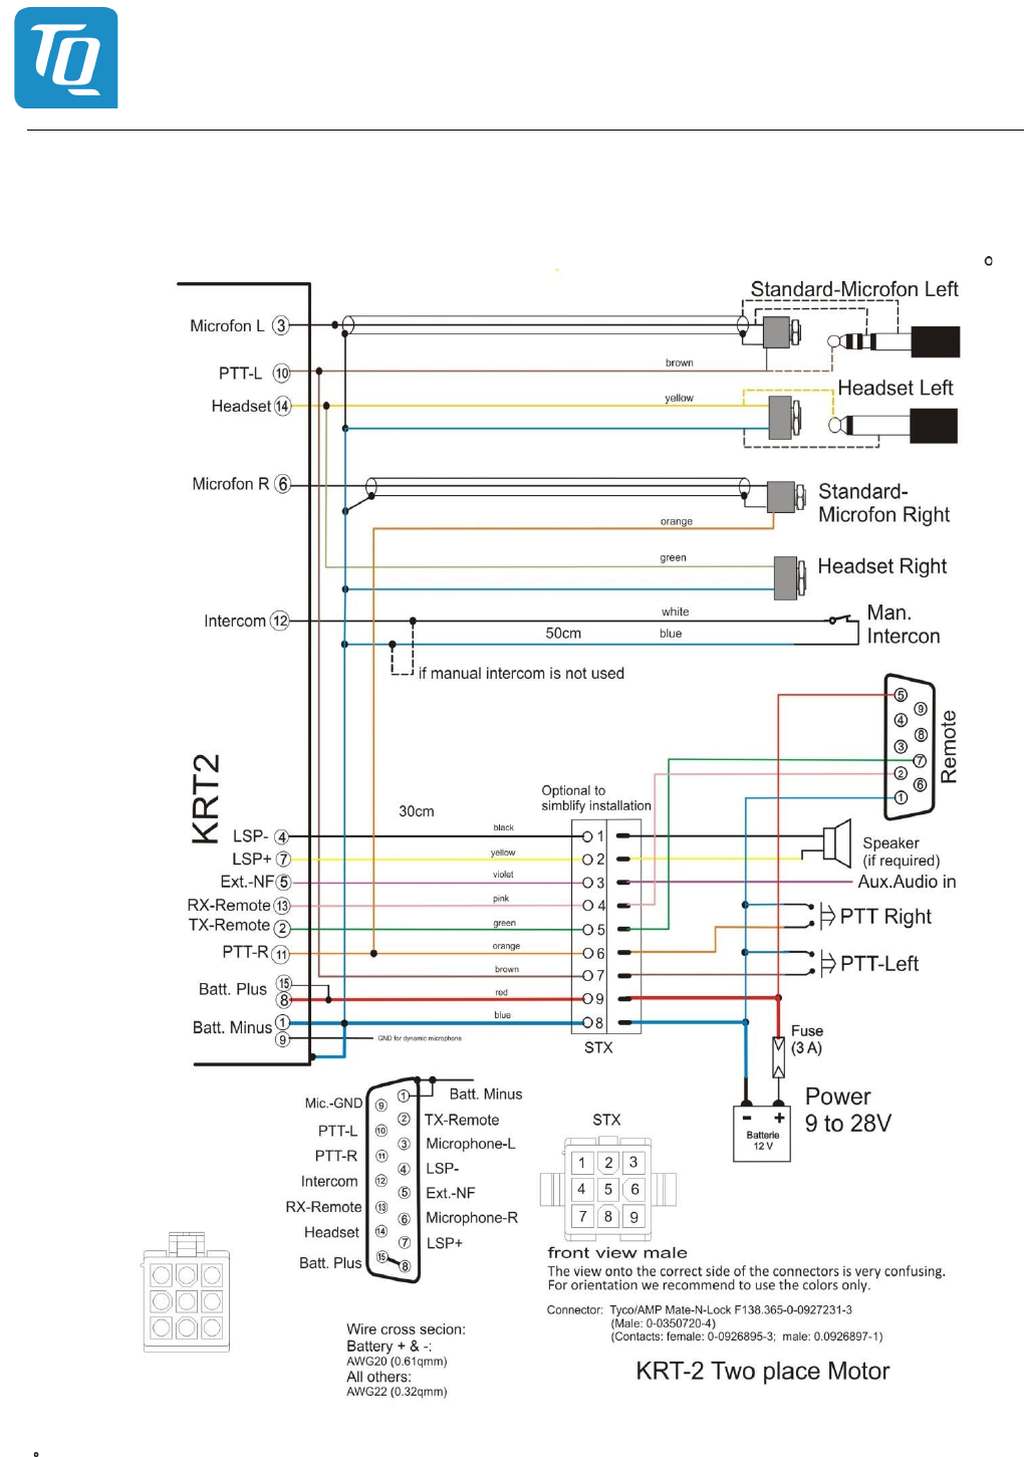 TQ
Standard-Microfon Left
Microfon L 3
brown
PTT-L 10
Headset Left
yellow
Headset 14
Microfon R 6
Standard-
Microfon Right
orange
green
Headset Right
Intercom 12
white
Man.
Intercon
50cm
blue
if manual intercom is not used
5
9
4
8
3
7
2
6
1
Remote
KRT2
30cm
Optional to
simblify installation
LSP- 4
black
1
Speaker
(if required)
LSP+ 7
yellow
2
Ext.-NF 5
violet
3
Aux.Audio in
RX-Remote 13
pink
4
PTT Right
TX-Remote 2
green
5
PTT-R 11
orange
6
PTT-Left
brown
7
Batt. Plus 15
8
red
9
Batt. Minus 1
9
blue
8
GND for dynamic microphone
STX
Fuse
(3 A)
Power
9 to 28V
- +
Batterie
12 V
Mic.-GND 9
1 Batt. Minus
2 TX-Remote
PTT-L 10
3 Microphone-L
PTT-R 11
4 LSP-
Intercom 12
5 Ext.-NF
RX-Remote 13
6 Microphone-R
Headset 14
7 LSP+
Batt. Plus 15
8
STX
1 2 3
4 5 6
7 8 9
front view male
The view onto the correct side of the connectors is very confusing.
For orientation we recommend to use the colors only.
Connector: Tyco/AMP Mate-N-Lock F138.365-0-0927231-3
(Male: 0-0350720-4)
(Contacts: female: 0-0926895-3; male: 0.0926897-1)
Wire cross secion:
Battery + & -:
AWG20 (0.61qmm)
All others:
AWG22 (0.32qmm)
KRT-2 Two place Motor